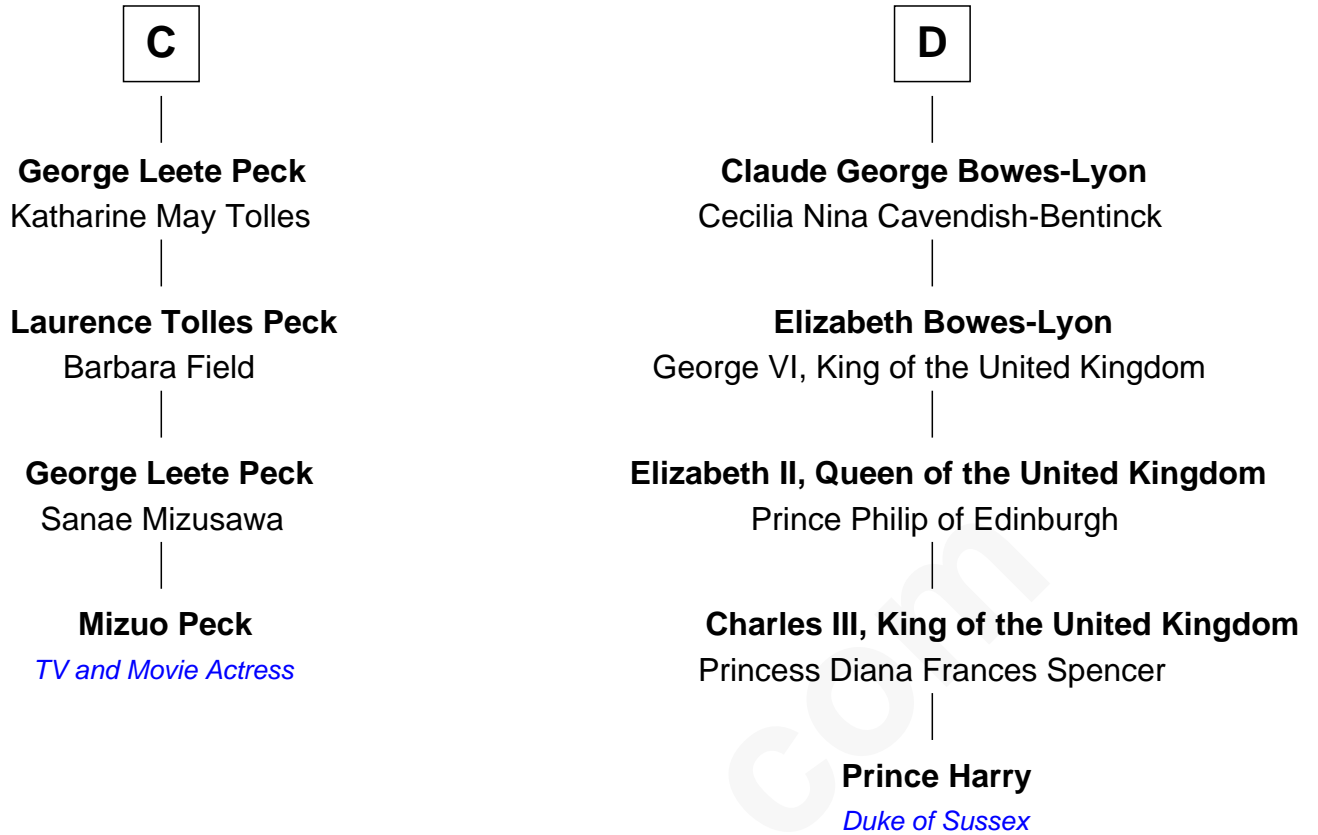 C
George Leete Peck
Katharine May Tolles
Laurence Tolles Peck
Barbara Field
George Leete Peck
Sanae Mizusawa
Mizuo Peck
TV and Movie Actress
D
Claude George Bowes-Lyon
Cecilia Nina Cavendish-Bentinck
Elizabeth Bowes-Lyon
George VI, King of the United Kingdom
Elizabeth II, Queen of the United Kingdom
Prince Philip of Edinburgh
Charles III, King of the United Kingdom
Princess Diana Frances Spencer
Prince Harry
Duke of Sussex
com